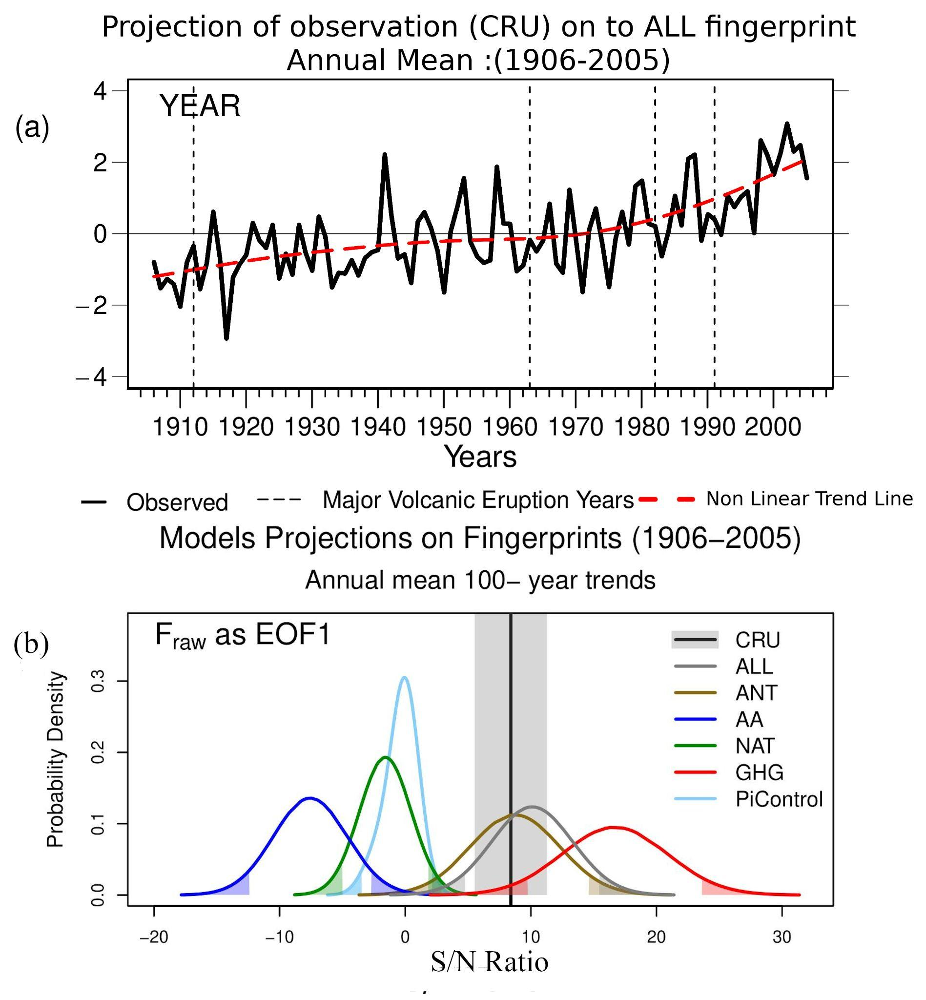 Projection of observation (CRU) on to ALL fingerprint
Annual Mean :(1906-2005)
(a)
YEAR
4
2
0
−2
−4
1910 1920 1930 1940 1950 1960 1970 1980 1990 2000
Years
Observed Major Volcanic Eruption Years Non Linear Trend Line
Models Projections on Fingerprints (1906−2005)
Annual mean 100− year trends
(b)
Fraw as EOF1
CRU
ALL
ANT
AA
NAT
GHG
PiControl
Probability Density
0.3
0.2
0.1
0.0
−20 −10 0 10 20 30
S/N Ratio